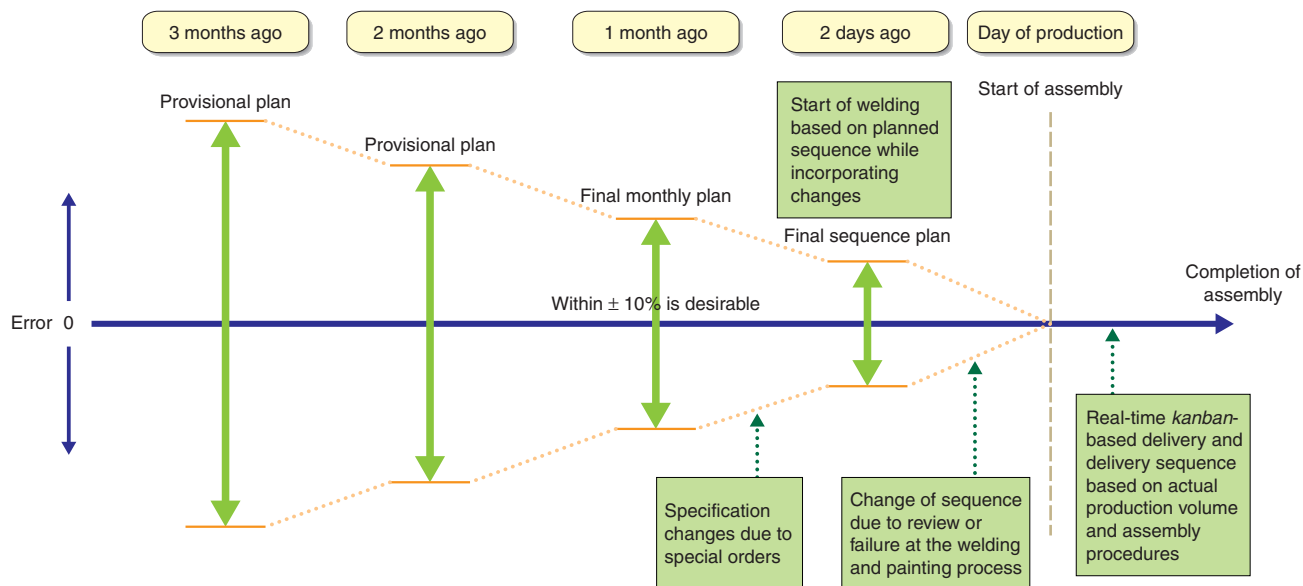 3 months ago
2 months ago
1 month ago
2 days ago
Day of production
Provisional plan
Provisional plan
Final monthly plan
Final sequence plan
Start of welding
based on planned
sequence while
incorporating
changes
Start of assembly
Within ± 10% is desirable
Error 0
Completion of
assembly
Specification
changes due to
special orders
Change of sequence
due to review or
failure at the welding
and painting process
Real-time kanban-
based delivery and
delivery sequence
based on actual
production volume
and assembly
procedures